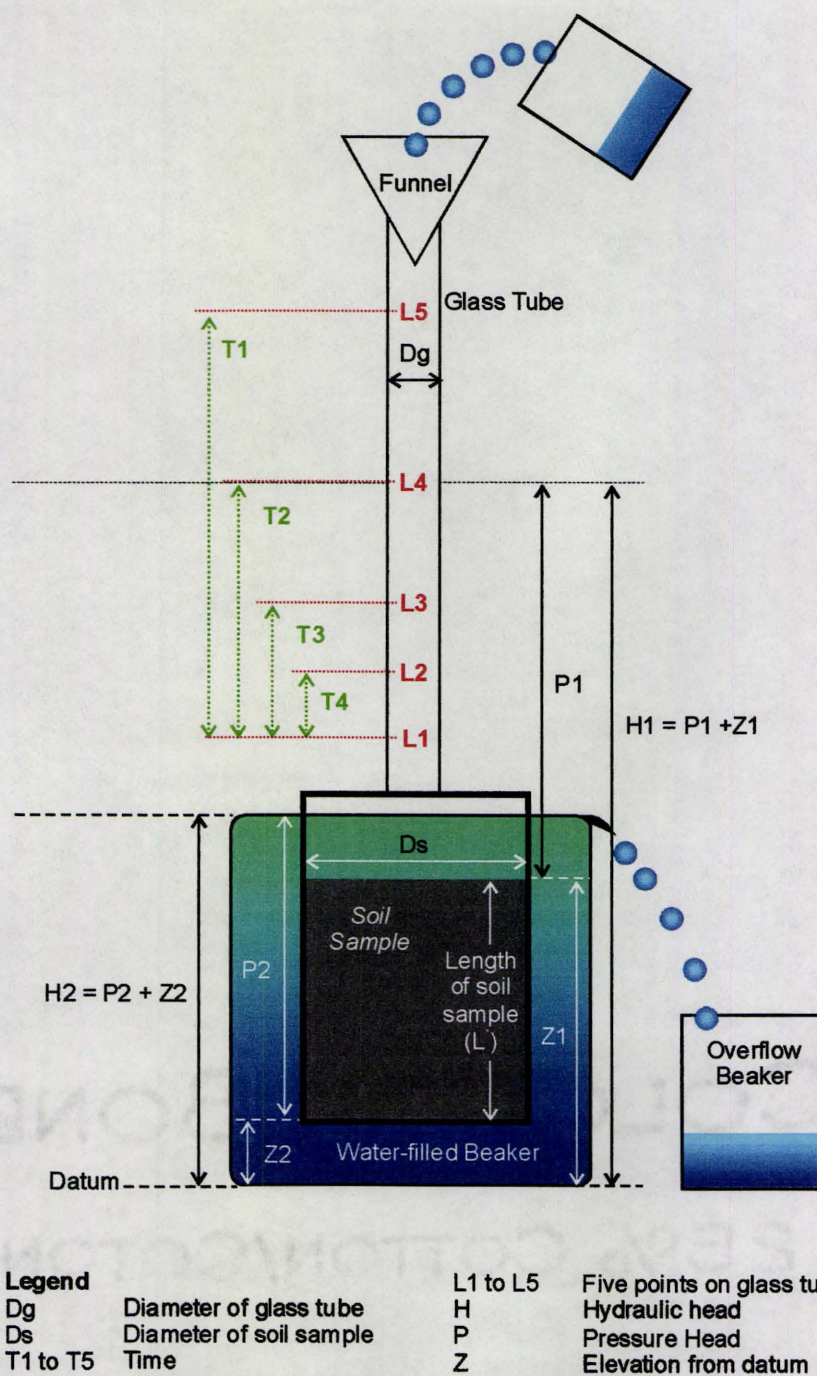 Funnel
L5
Glass Tube
T1
Dg
L4
T2
L3
T3
L2
P1
T4
H1 = P1 +Z1
L1
Ds
Soil
Sample
P2
Length
of soil
sample
(L)
H2 = P2 + Z2
Z1
Overflow
Beaker
Z2
Water-filled Beaker
Datum
Legend
Dg Diameter of glass tube
Ds Diameter of soil sample
T1 to T5 Time
L1 to L5 Five points on glass tu
H Hydraulic head
P Pressure Head
Z Elevation from datum